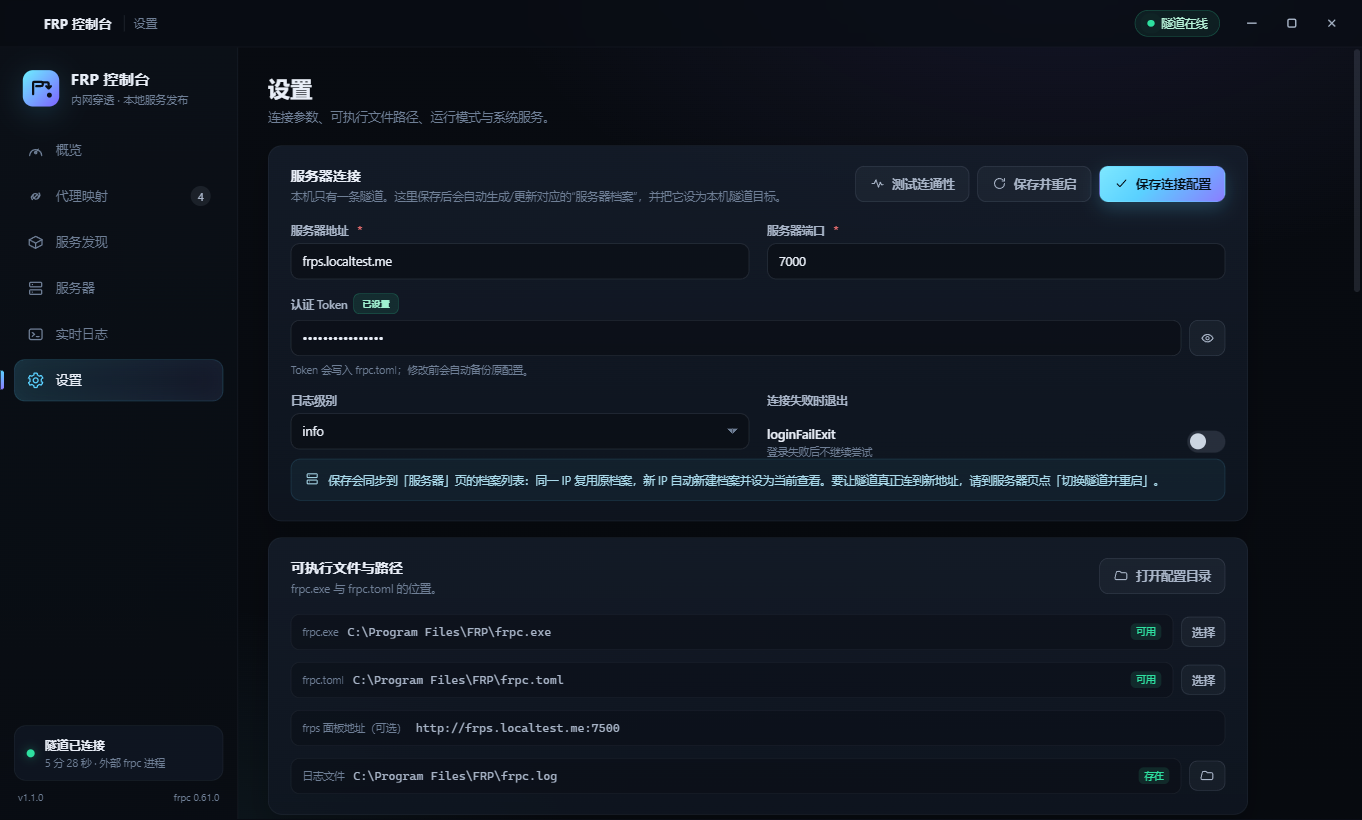 FRP 控制台 设置
隧道在线
FRP 控制台
内网穿透 · 本地服务发布
概览
代理映射 4
服务发现
服务器
实时日志
设置
隧道已连接
5 分 28 秒 · 外部 frpc 进程
v1.1.0 frpc 0.61.0
设置
连接参数、可执行文件路径、运行模式与系统服务。
服务器连接
本机只有一条隧道。这里保存后会自动生成/更新对应的“服务器档案”，并把它设为本机隧道目标。
测试连通性 保存并重启 保存连接配置
服务器地址 * 服务器端口 *
frps.localtest.me 7000
认证 Token 已设置
••••••••••••••••
Token 会写入 frpc.toml；修改前会自动备份原配置。
日志级别 连接失败时退出
info
loginFailExit
登录失败后不继续尝试
保存会同步到「服务器」页的档案列表：同一 IP 复用原档案，新 IP 自动新建档案并设为当前查看。要让隧道真正连到新地址，请到服务器页点「切换隧道并重启」。
可执行文件与路径
frpc.exe 与 frpc.toml 的位置。
打开配置目录
frpc.exe C:\Program Files\FRP\frpc.exe 可用 选择
frpc.toml C:\Program Files\FRP\frpc.toml 可用 选择
frps 面板地址（可选） http://frps.localtest.me:7500
日志文件 C:\Program Files\FRP\frpc.log 存在